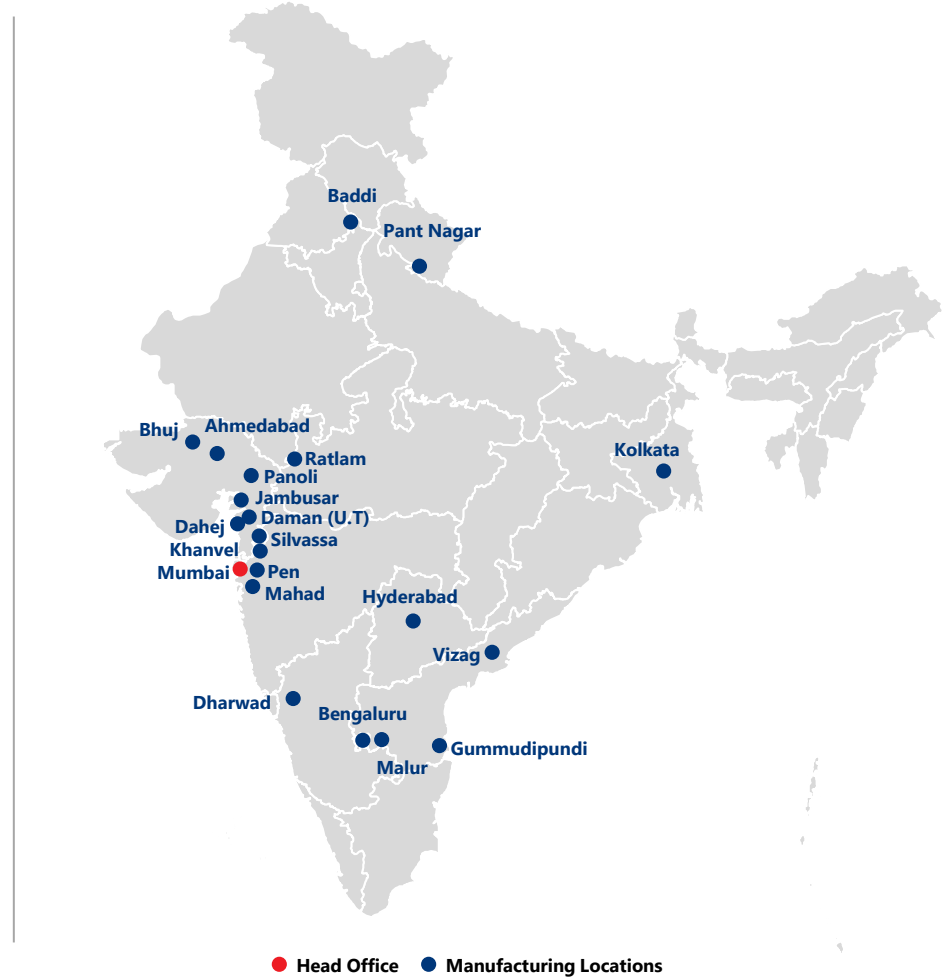 Baddi
Pant Nagar
Ahmedabad
Bhuj
Kolkata
Ratlam
Panoli
Jambusar
Daman (U.T)
Dahej
Silvassa
Khanvel
Mumbai
Pen
Mahad
Hyderabad
Vizag
Dharwad
Bengaluru
Gummudipundi
Malur
Head Office
Manufacturing Locations